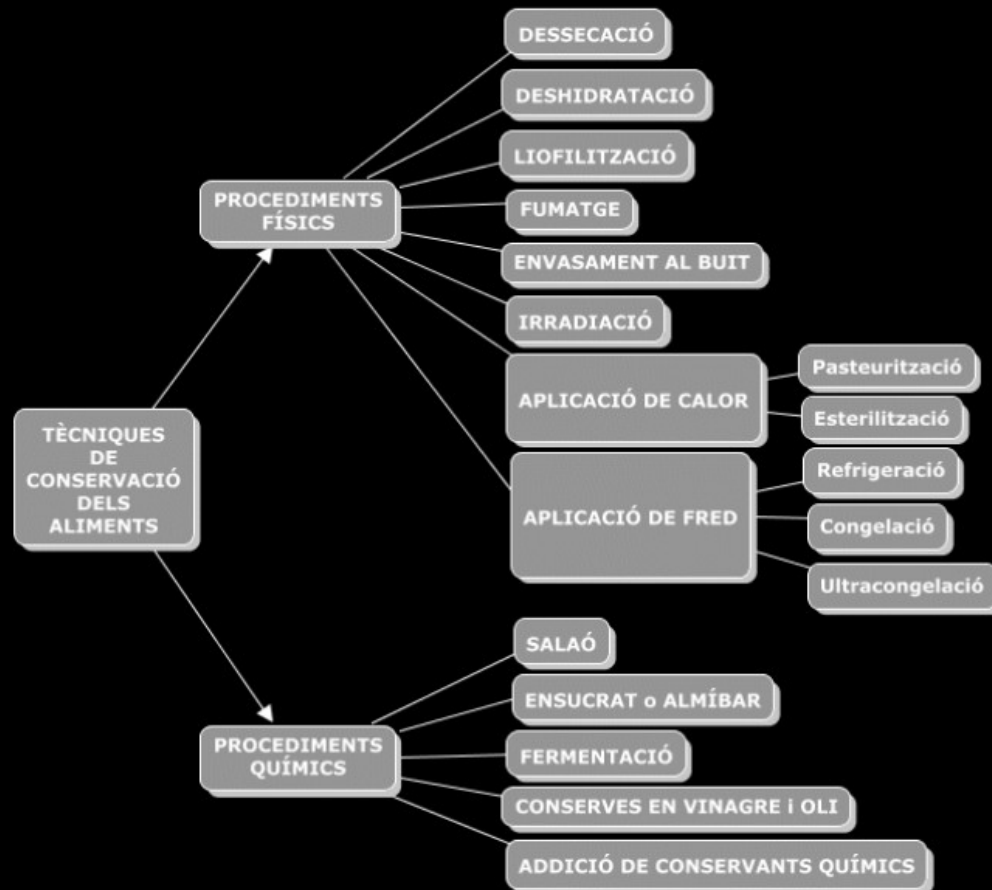 TÈCNIQUES
DE
CONSERVACIÓ
DELS
ALIMENTS
PROCEDIMENTS
FÍSICS
DESSECACIÓ
DESHIDRATACIÓ
LIOFILITZACIÓ
FUMATGE
ENVASAMENT AL BUIT
IRRADIACIÓ
APLICACIÓ DE CALOR
Pasteurització
Esterilització
APLICACIÓ DE FRED
Refrigeració
Congelació
Ultracongelació
PROCEDIMENTS
QUÍMICS
SALAÓ
ENSUCRAT o ALMÍBAR
FERMENTACIÓ
CONSERVES EN VINAGRE i OLI
ADDICIÓ DE CONSERVANTS QUÍMICS